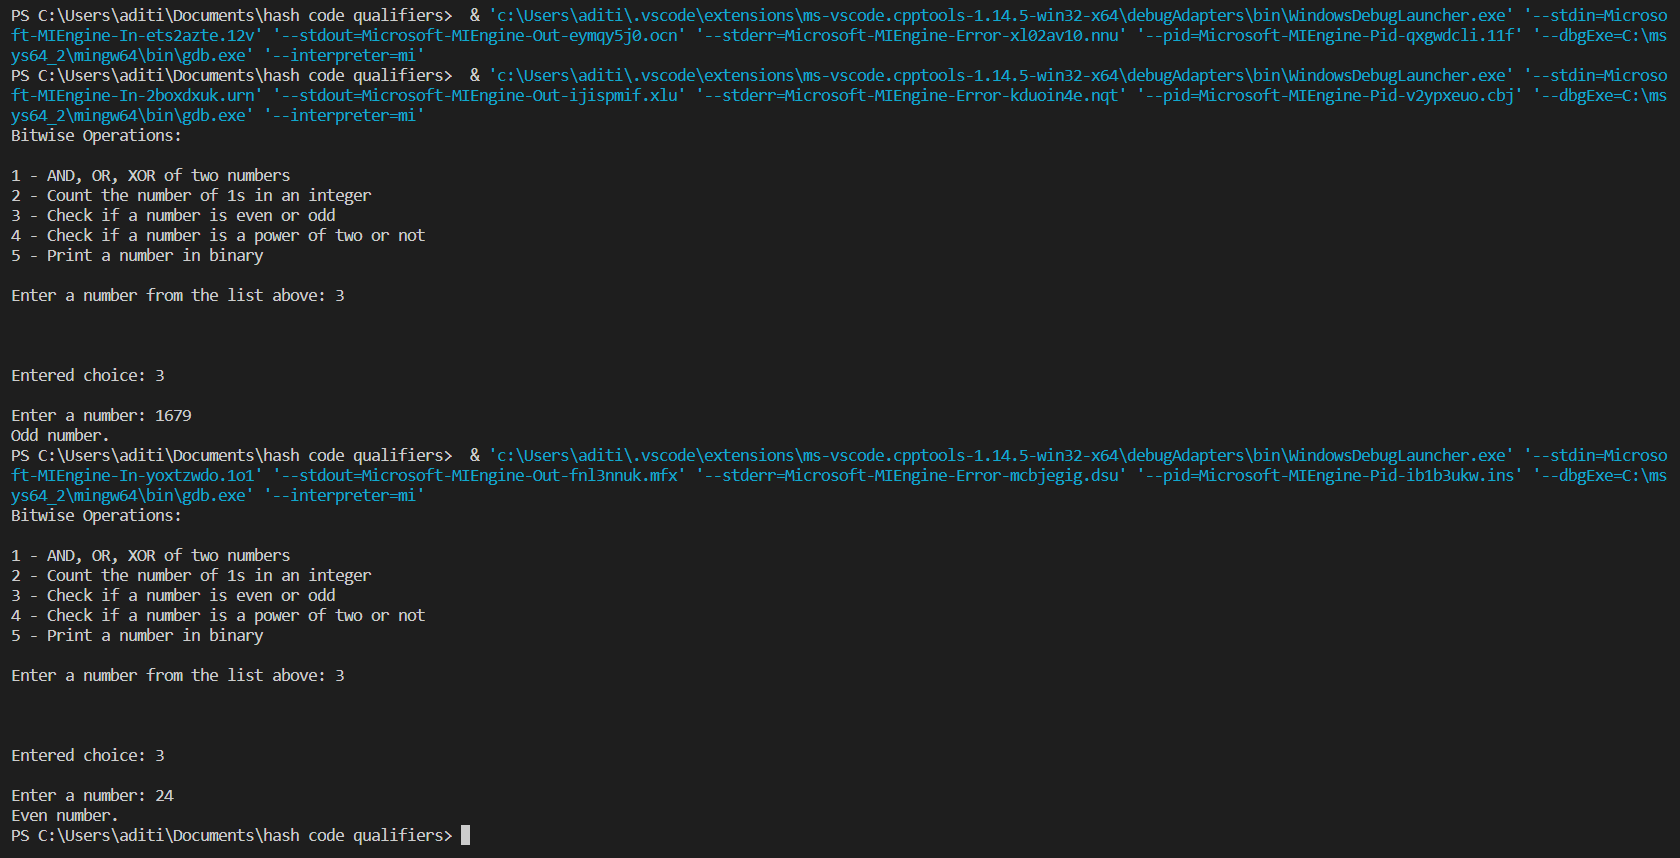 PS C:\Users\aditi\Documents\hash code qualifiers>  & 'c:\Users\aditi\.vscode\extensions\ms-vscode.cpptools-1.14.5-win32-x64\debugAdapters\bin\WindowsDebugLauncher.exe' '--stdin=Microso
ft-MIEngine-In-ets2azte.12v' '--stdout=Microsoft-MIEngine-Out-eymqy5j0.ocn' '--stderr=Microsoft-MIEngine-Error-xl02av10.nnu' '--pid=Microsoft-MIEngine-Pid-qxgwdcli.11f' '--dbgExe=C:\ms
ys64_2\mingw64\bin\gdb.exe' '--interpreter=mi'
PS C:\Users\aditi\Documents\hash code qualifiers>  & 'c:\Users\aditi\.vscode\extensions\ms-vscode.cpptools-1.14.5-win32-x64\debugAdapters\bin\WindowsDebugLauncher.exe' '--stdin=Microso
ft-MIEngine-In-2boxdxuk.urn' '--stdout=Microsoft-MIEngine-Out-ijispmif.xlu' '--stderr=Microsoft-MIEngine-Error-kduoin4e.nqt' '--pid=Microsoft-MIEngine-Pid-v2ypxeuo.cbj' '--dbgExe=C:\ms
ys64_2\mingw64\bin\gdb.exe' '--interpreter=mi'
Bitwise Operations:
1 - AND, OR, XOR of two numbers
2 - Count the number of 1s in an integer
3 - Check if a number is even or odd
4 - Check if a number is a power of two or not
5 - Print a number in binary
Enter a number from the list above: 3
Entered choice: 3
Enter a number: 1679
Odd number.
PS C:\Users\aditi\Documents\hash code qualifiers>  & 'c:\Users\aditi\.vscode\extensions\ms-vscode.cpptools-1.14.5-win32-x64\debugAdapters\bin\WindowsDebugLauncher.exe' '--stdin=Microso
ft-MIEngine-In-yoxtzwdo.1o1' '--stdout=Microsoft-MIEngine-Out-fnl3nnuk.mfx' '--stderr=Microsoft-MIEngine-Error-mcbjegig.dsu' '--pid=Microsoft-MIEngine-Pid-ib1b3ukw.ins' '--dbgExe=C:\ms
ys64_2\mingw64\bin\gdb.exe' '--interpreter=mi'
Bitwise Operations:
1 - AND, OR, XOR of two numbers
2 - Count the number of 1s in an integer
3 - Check if a number is even or odd
4 - Check if a number is a power of two or not
5 - Print a number in binary
Enter a number from the list above: 3
Entered choice: 3
Enter a number: 24
Even number.
PS C:\Users\aditi\Documents\hash code qualifiers>